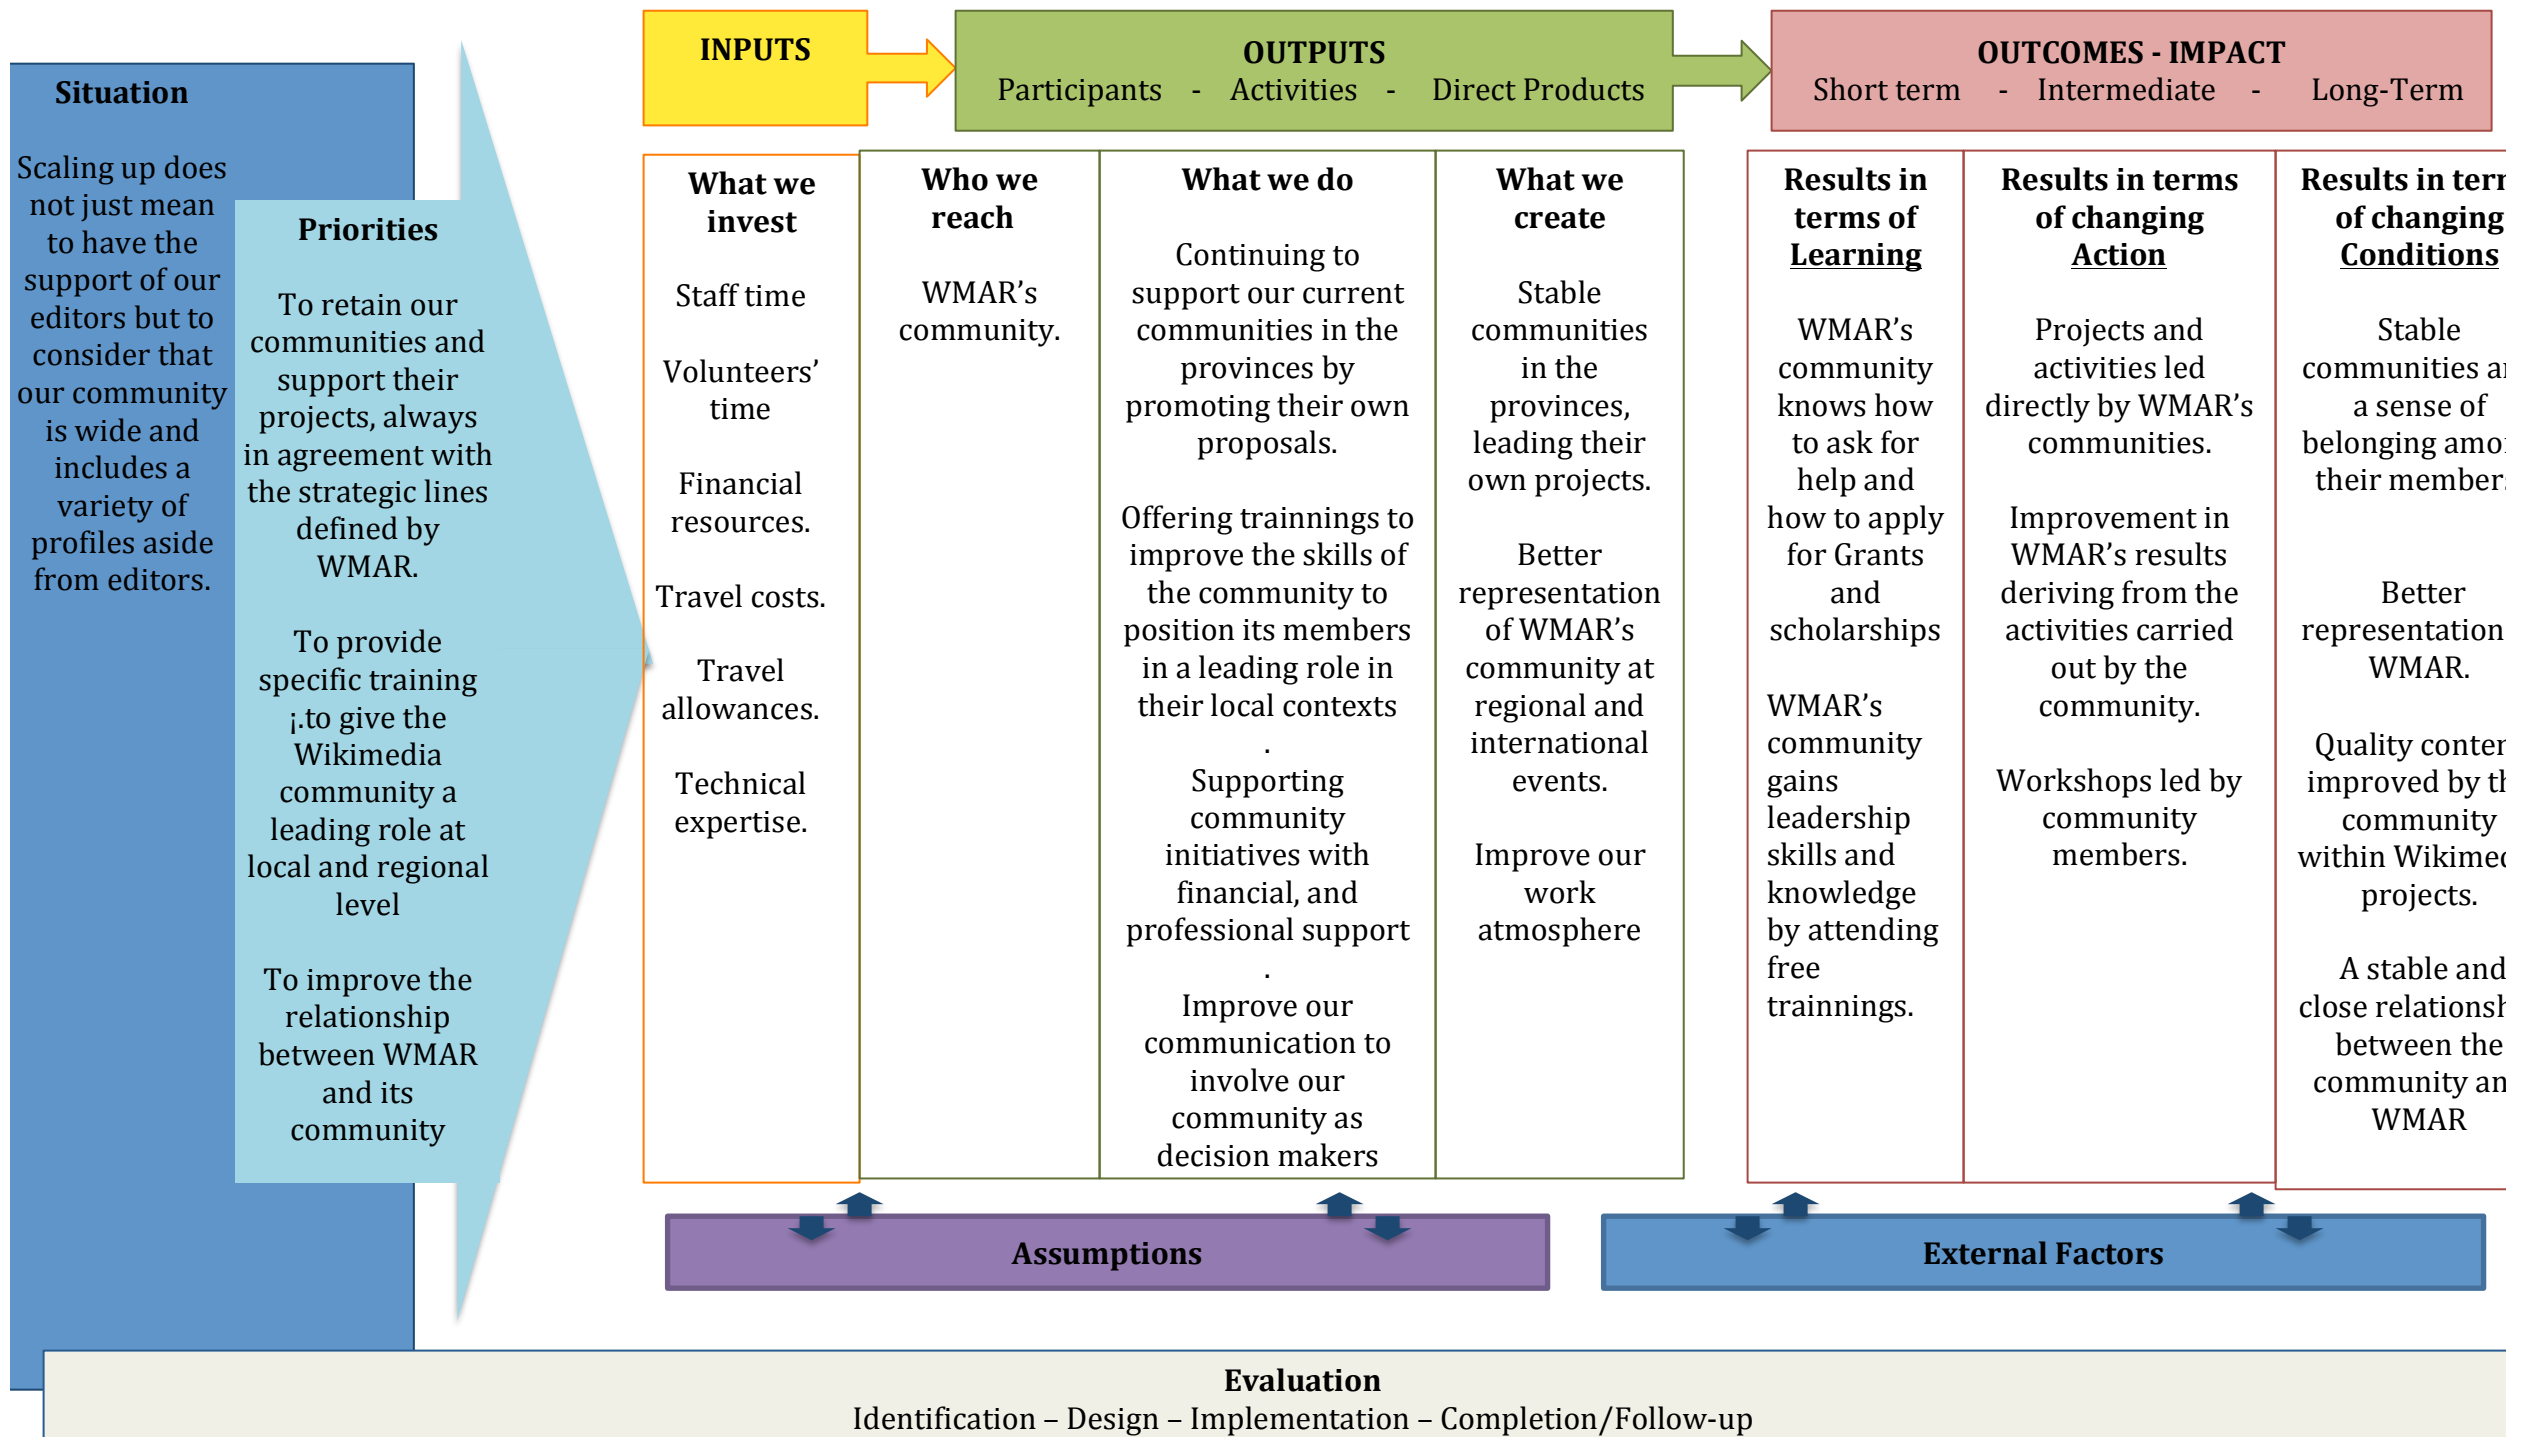 Situation
Scaling up does
not just mean
to have the
support of our
editors but to
consider that
our community
is wide and
includes a
variety of
profiles aside
from editors.
Priorities
To retain our
communities and
support their
projects, always
in agreement with
the strategic lines
defined by
WMAR.
To provide
specific training
¡.to give the
Wikimedia
community a
leading role at
local and regional
level
To improve the
relationship
between WMAR
and its
community
INPUTS
OUTPUTS
Participants - Activities - Direct Products
OUTCOMES - IMPACT
Short term - Intermediate - Long-Term
What we
invest
Staff time
Volunteers’
time
Financial
resources.
Travel costs.
Travel
allowances.
Technical
expertise.
Who we
reach
WMAR’s
community.
What we do
Continuing to
support our current
communities in the
provinces by
promoting their own
proposals.
Offering trainnings to
improve the skills of
the community to
position its members
in a leading role in
their local contexts
.
Supporting
community
initiatives with
financial, and
professional support
.
Improve our
communication to
involve our
community as
decision makers
What we
create
Stable
communities
in the
provinces,
leading their
own projects.
Better
representation
of WMAR’s
community at
regional and
international
events.
Improve our
work
atmosphere
Results in
terms of
Learning
WMAR’s
community
knows how
to ask for
help and
how to apply
for Grants
and
scholarships
WMAR’s
community
gains
leadership
skills and
knowledge
by attending
free
trainnings.
Results in terms
of changing
Action
Projects and
activities led
directly by WMAR’s
communities.
Improvement in
WMAR’s results
deriving from the
activities carried
out by the
community.
Workshops led by
community
members.
Results in
of changing
Conditions
Stable
communities
a sense of
belonging
their
Better
representation
WMAR.
Quality
improved by
community
within
projects.
A stable and
close
between the
community
WMAR
Assumptions
External Factors
Evaluation
Identification – Design – Implementation – Completion/Follow-up